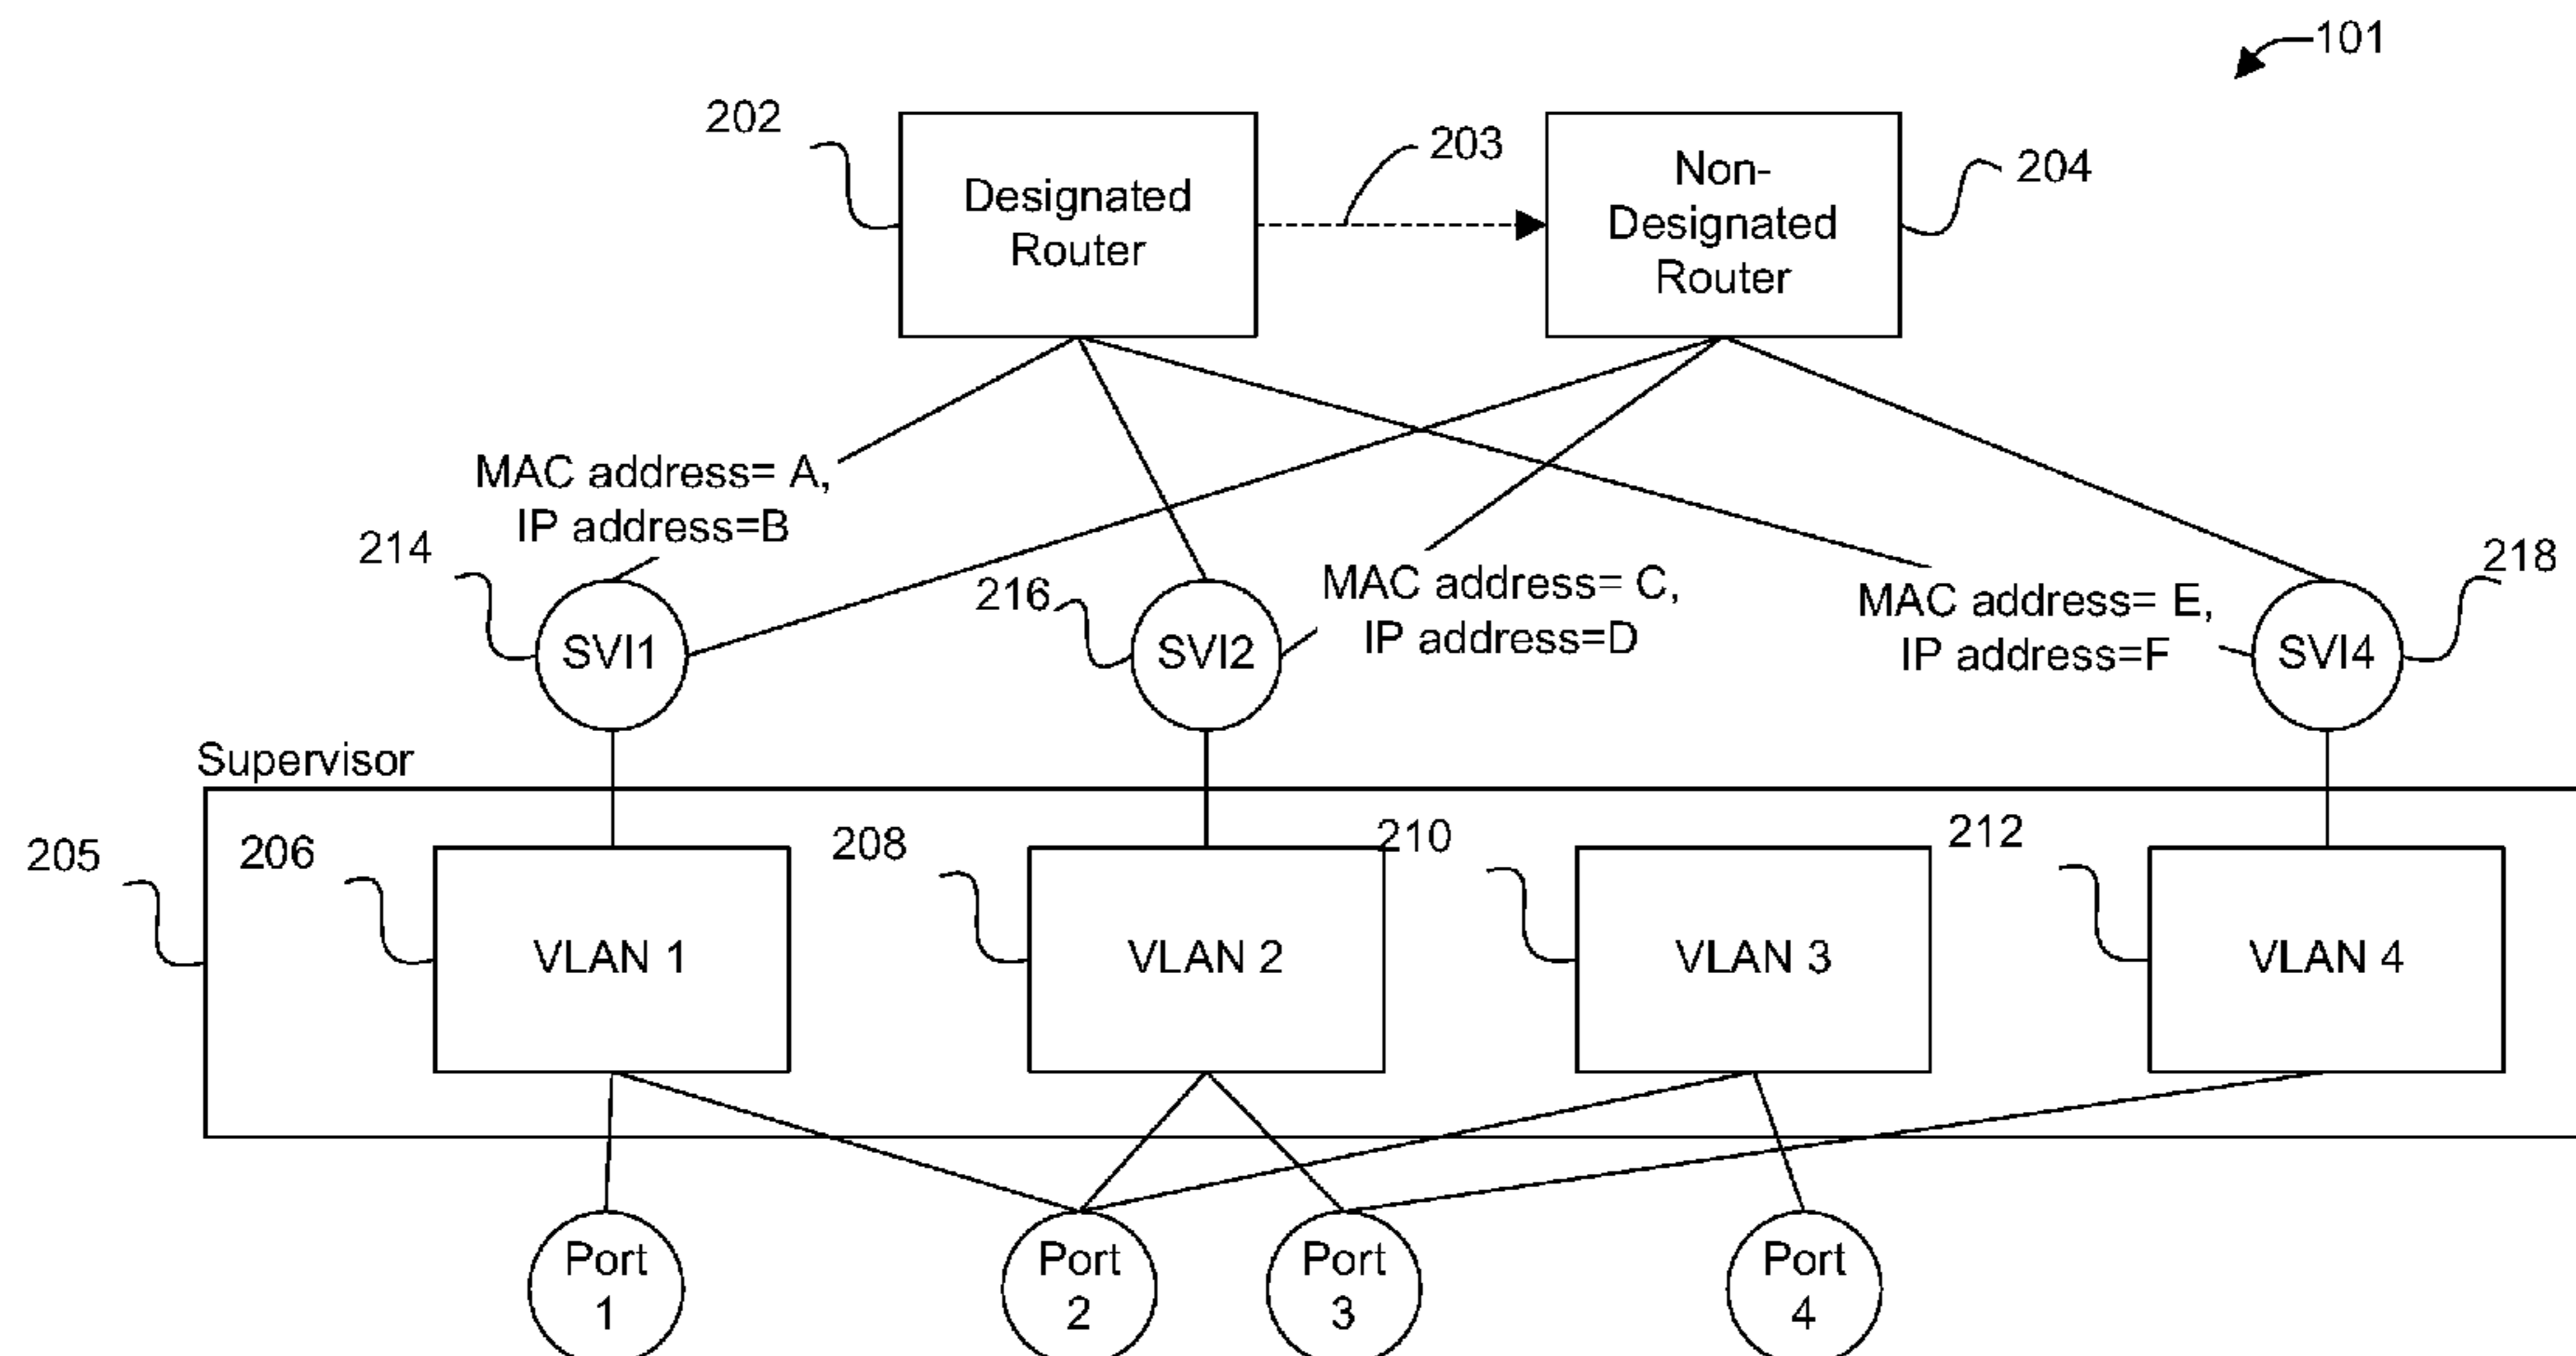 101
202
Designated
Router
203
Non-
Designated
Router
204
MAC address= A,
IP address=B
214
SVI1
216
SVI2
MAC address= C,
IP address=D
MAC address= E,
IP address=F
218
SVI4
Supervisor
205
206
VLAN 1
208
VLAN 2
210
VLAN 3
212
VLAN 4
Port
1
Port
2
Port
3
Port
4